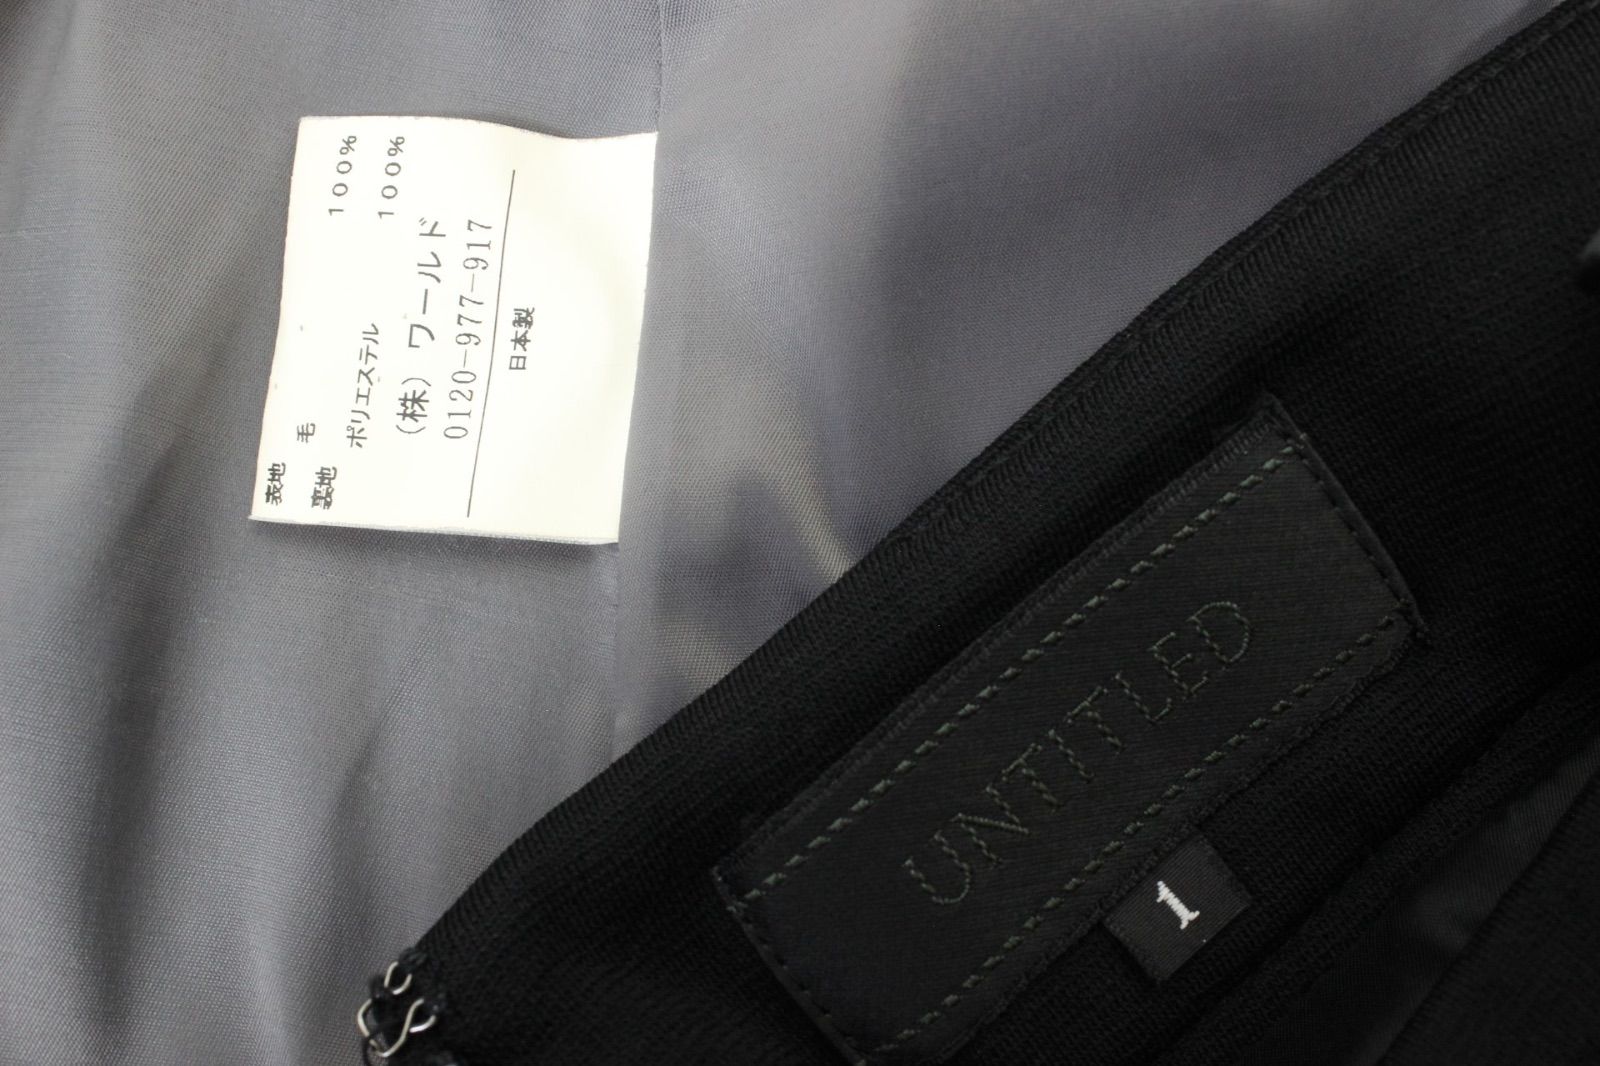 表地 毛 100%
裏地 ポリエステル 100%
(株) ワールド
0120-977-917
日本製
UNTITLED
1